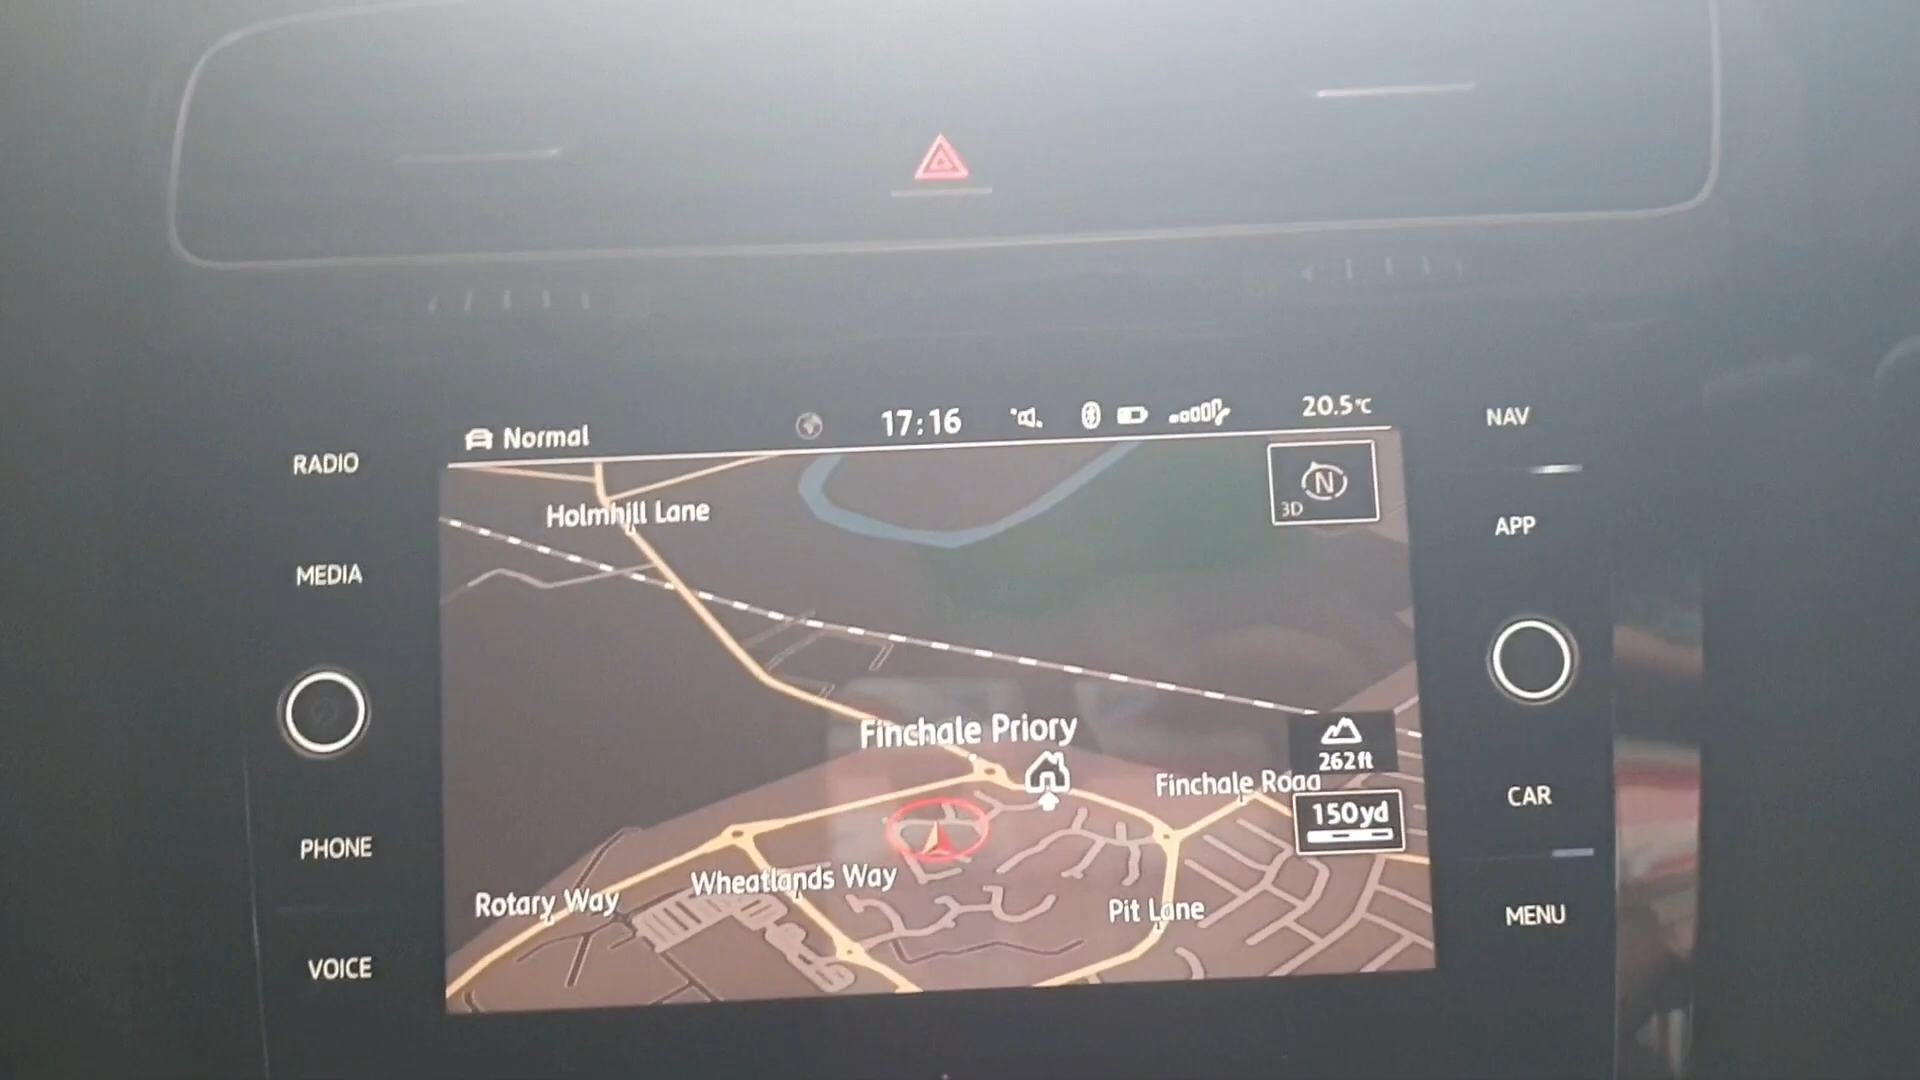 Normal
17:16
20.5°C
NAV
RADIO
N
3D
Holmhill Lane
APP
MEDIA
Finchale Priory
262ft
Finchale Road
150yd
CAR
PHONE
Wheatlands Way
Rotary Way
Pit Lane
MENU
VOICE